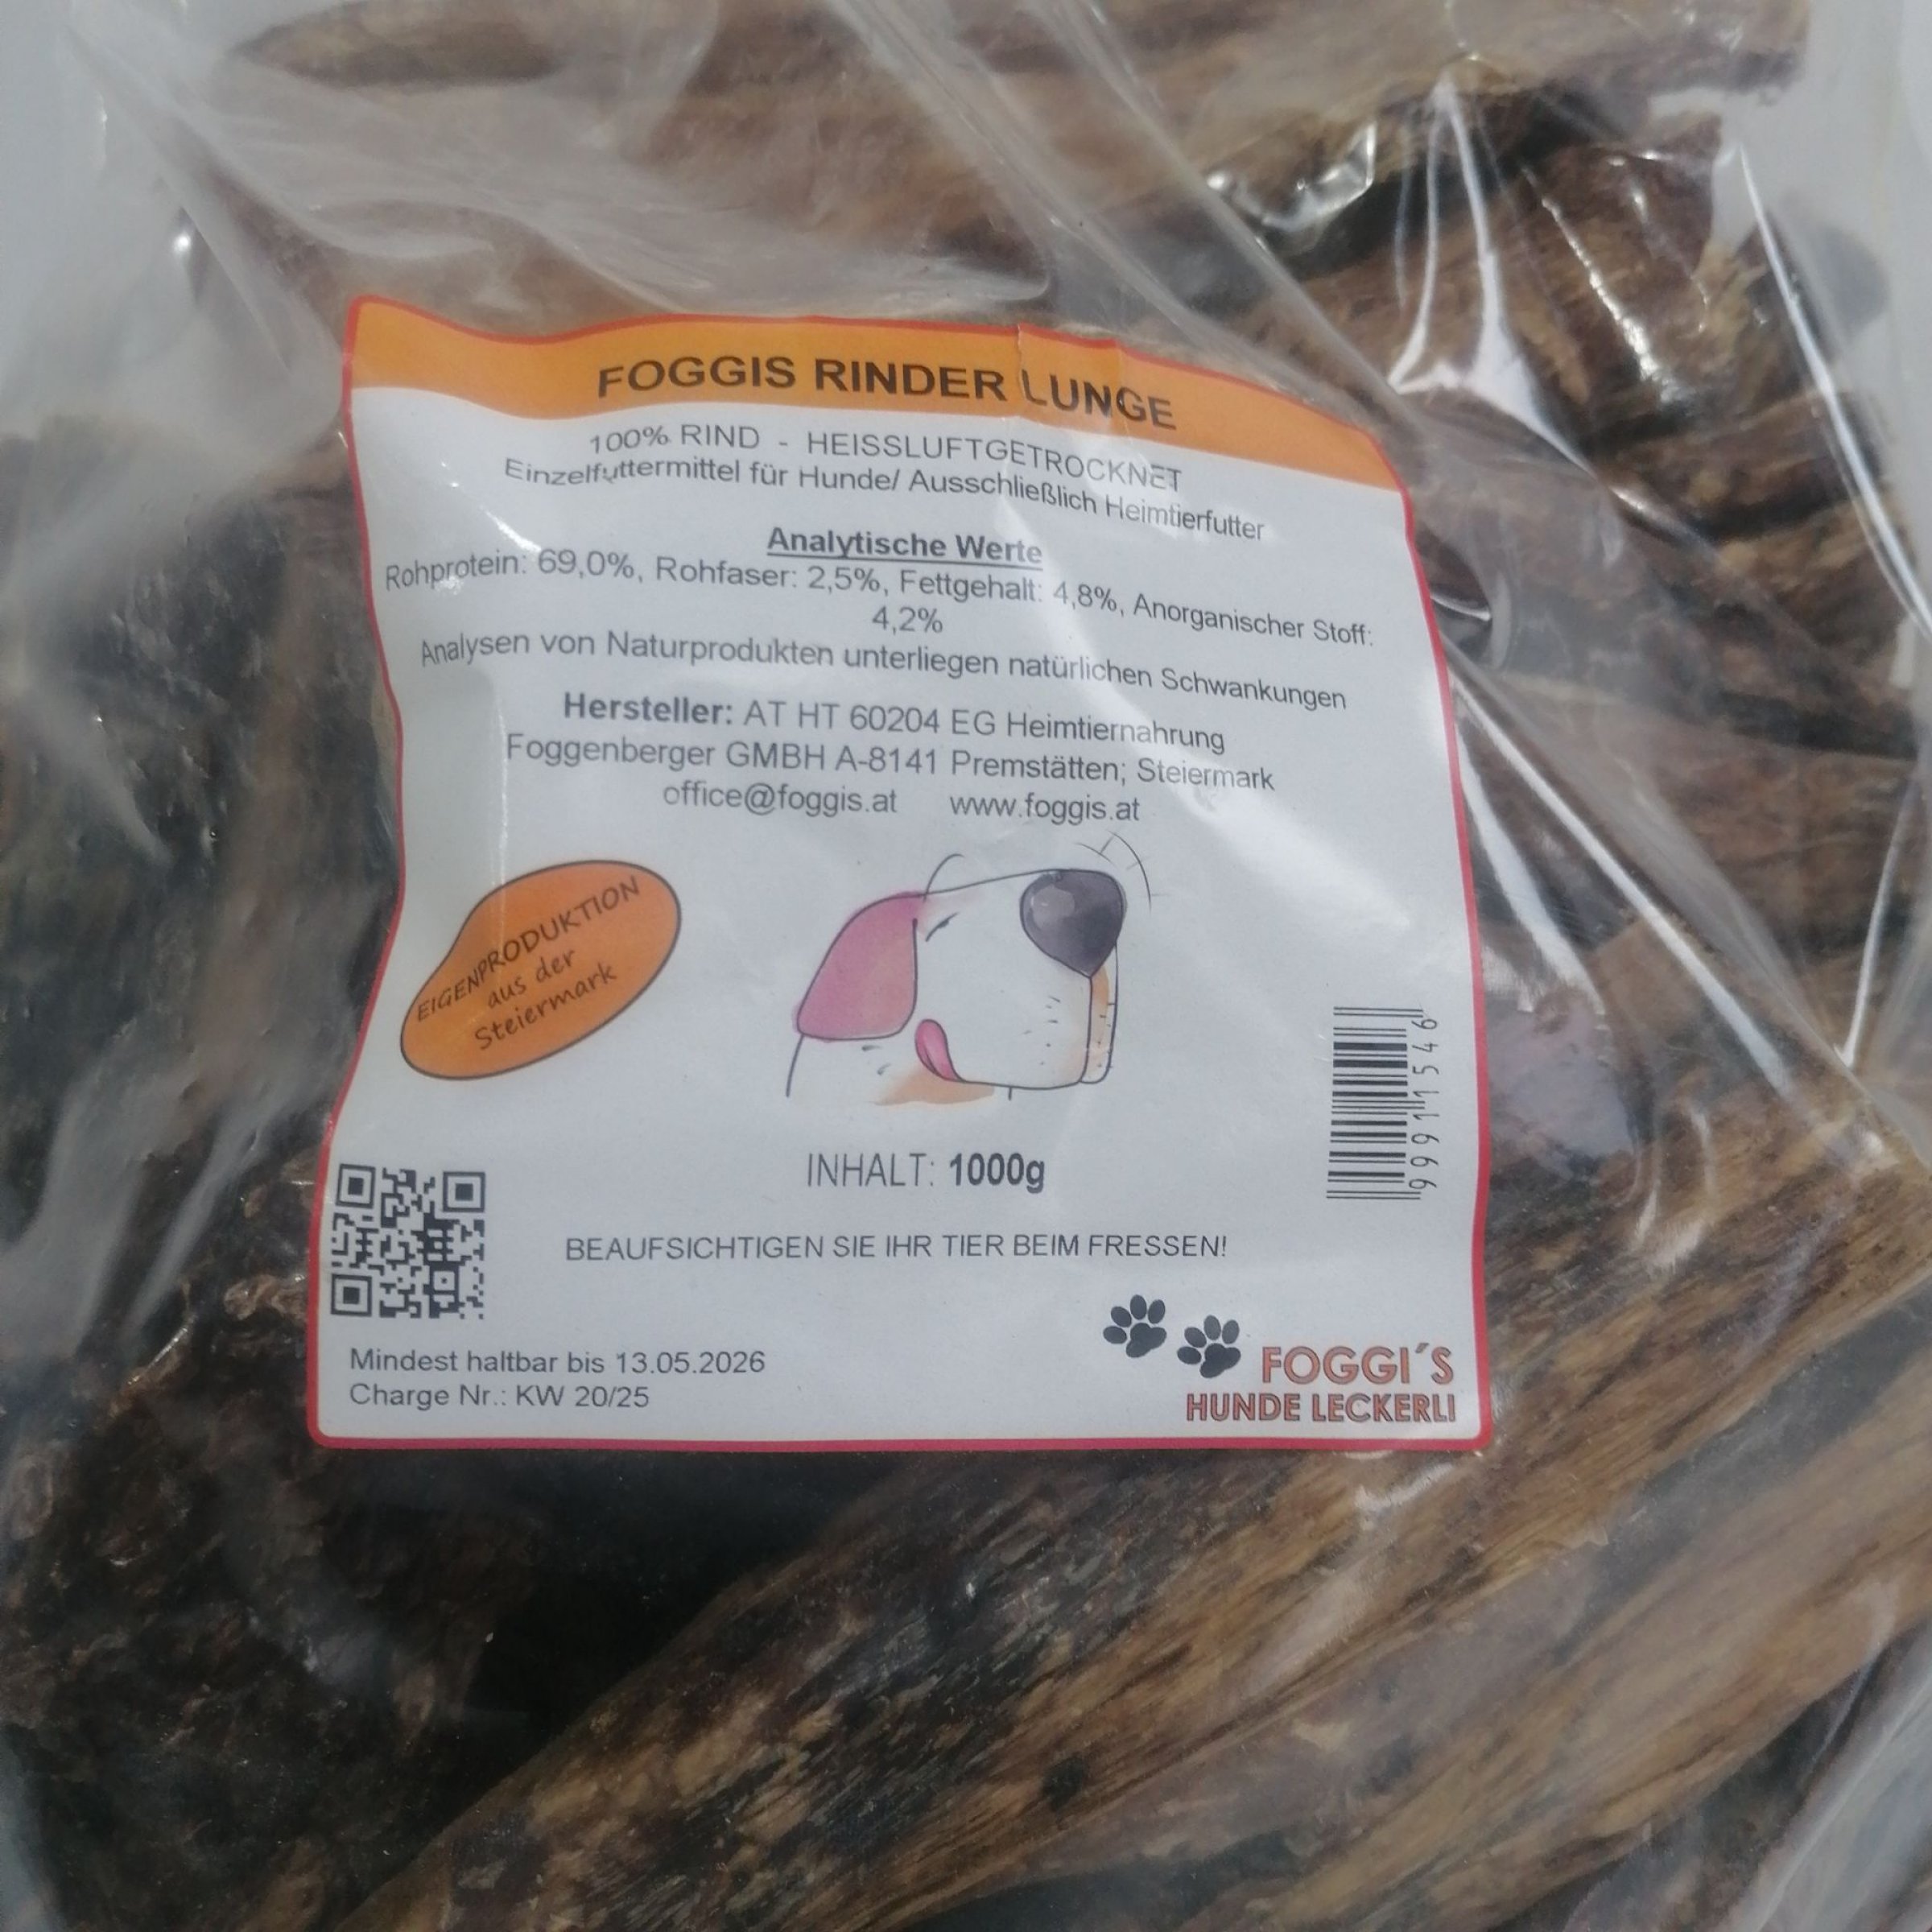 FOGGIS RINDER LUNGE
100% RIND - HEISSLUFTGETROCKNET
Einzelfuttermittel für Hunde/ Ausschließlich Heimtierfutter
Analytische Werte
Rohprotein: 69,0%, Rohfaser: 2,5%, Fettgehalt: 4,8%, Anorganischer Stoff:
4,2%
Analysen von Naturprodukten unterliegen natürlichen Schwankungen
Hersteller: AT HT 60204 EG Heimtiernahrung
Foggenberger GMBH A-8141 Premstätten; Steiermark
office@foggis.at www.foggis.at
EIGENPRODUKTION
aus der
Steiermark
99911546
INHALT: 1000g
BEAUFSICHTIGEN SIE IHR TIER BEIM FRESSEN!
Mindest haltbar bis 13.05.2026
Charge Nr.: KW 20/25
FOGGI´S
HUNDE LECKERLI